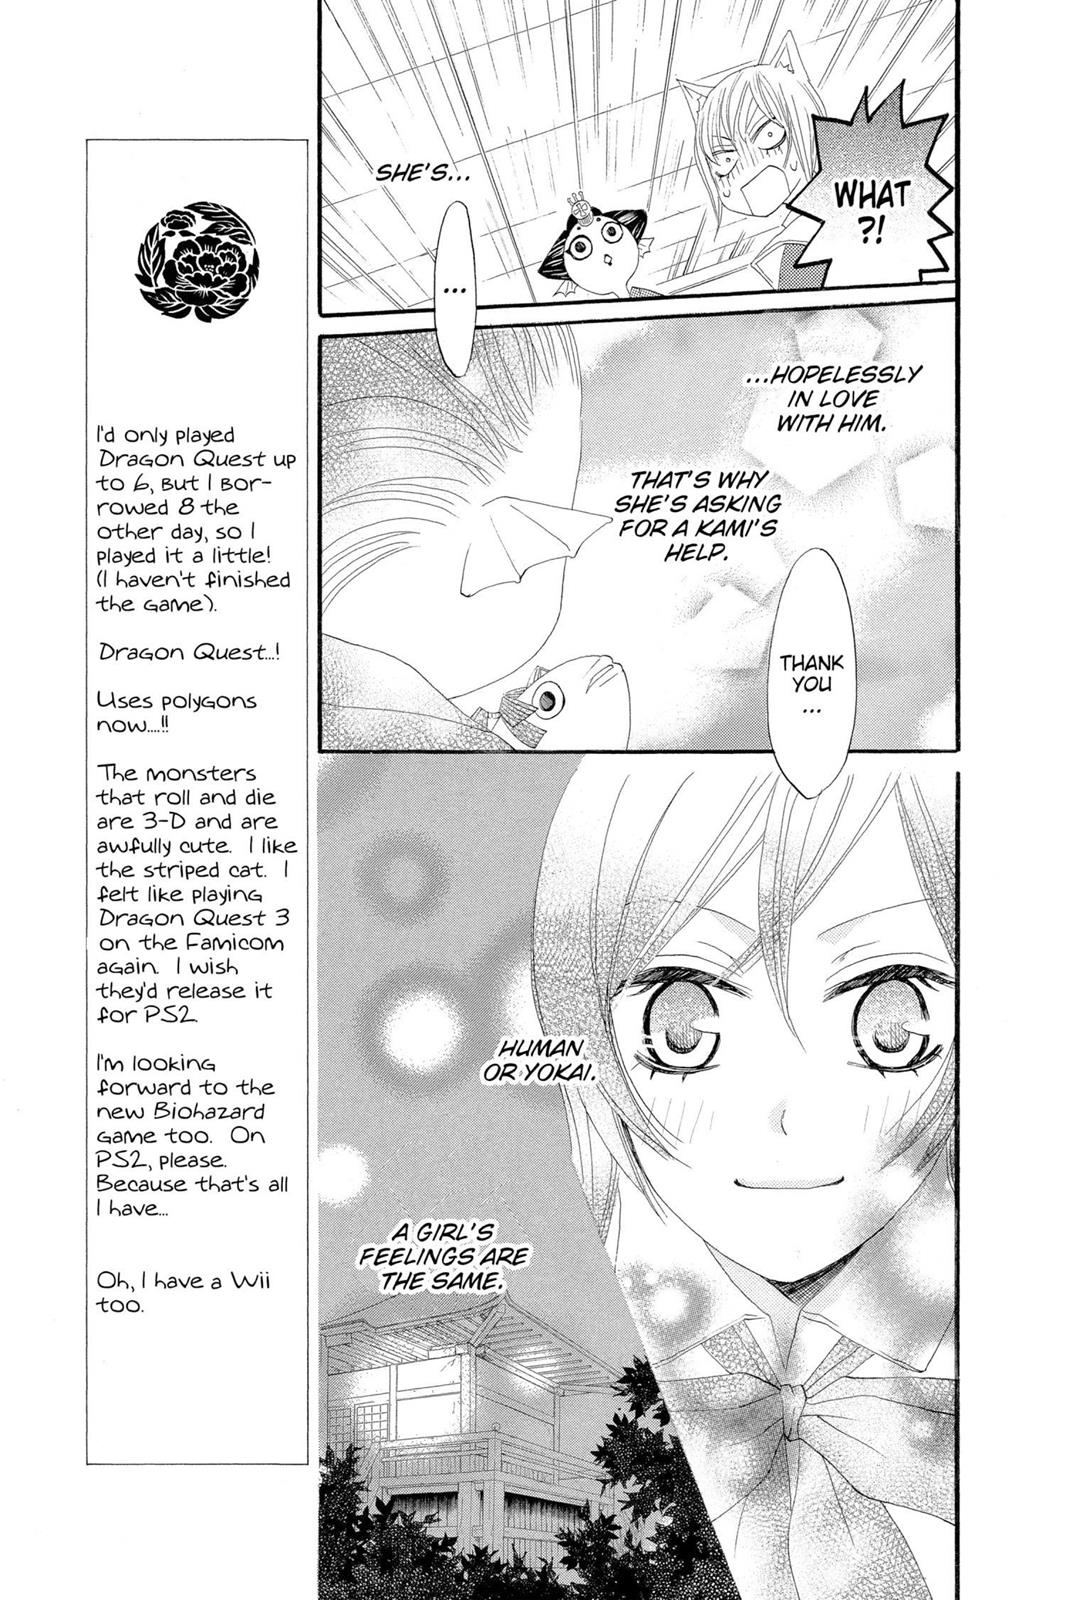 WHAT
?!
SHE'S...
...
...HOPELESSLY
IN LOVE
WITH HIM.
THAT'S WHY
SHE'S ASKING
FOR A KAMI'S
HELP.
THANK
YOU
...
HUMAN
OR YOKAI.
A GIRL'S
FEELINGS ARE
THE SAME.
I'd only played
Dragon Quest up
to 6, but I bor-
rowed 8 the
other day, so I
played it a little!
(I haven't finished
the game).
Dragon Quest...!
Uses polygons
now....!!
The monsters
that roll and die
are 3-D and are
awfully cute. I like
the striped cat. I
felt like playing
Dragon Quest 3
on the Famicom
again. I wish
they'd release it
for PS2.
I'm looking
forward to the
new Biohazard
game too. On
PS2, please.
Because that's all
I have...
Oh, I have a Wii
too.